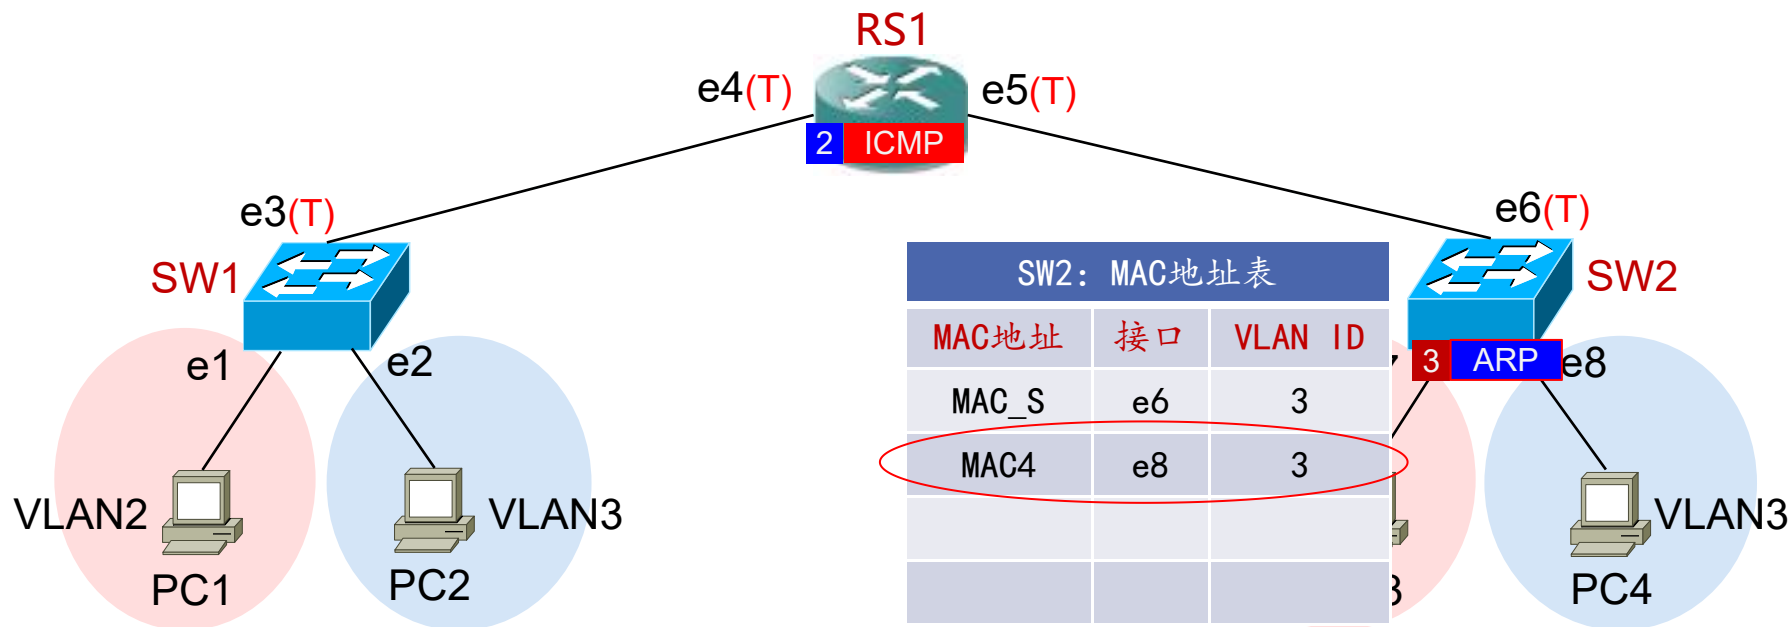 RS1
e4(T)
e5(T)
2 ICMP
e3(T)
e6(T)
SW1
SW2
SW2: MAC地址表
MAC地址 接口 VLAN ID
MAC_S e6 3
MAC4 e8 3
e1
e2
3 ARP
e8
VLAN2
VLAN3
VLAN3
PC1
PC2
PC4